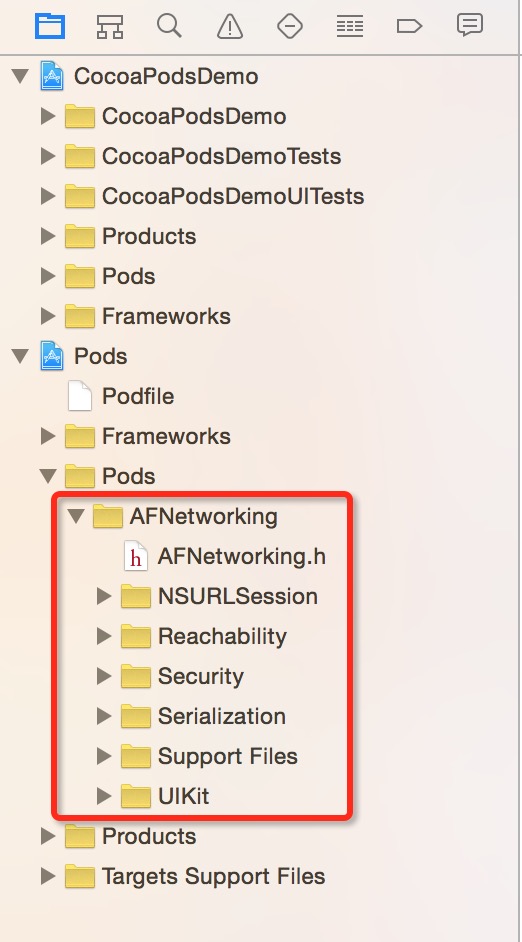 CocoaPodsDemo
CocoaPodsDemo
CocoaPodsDemoTests
CocoaPodsDemoUITests
Products
Pods
Frameworks
Pods
Podfile
Frameworks
Pods
AFNetworking
h AFNetworking.h
NSURLSession
Reachability
Security
Serialization
Support Files
UIKit
Products
Targets Support Files